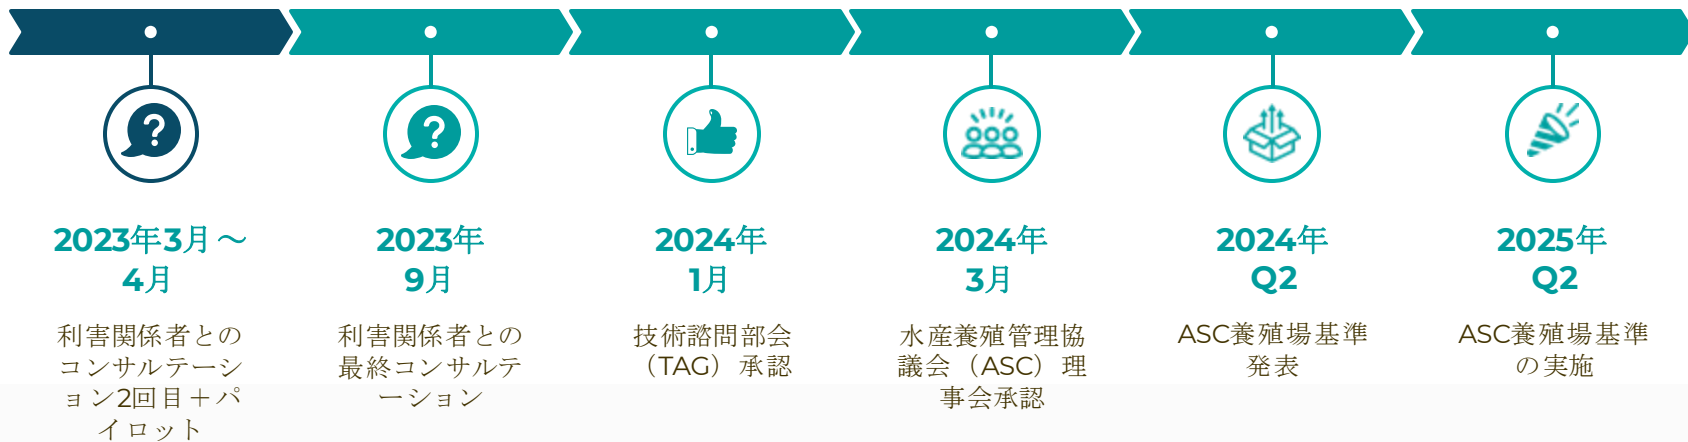 2023年3月～
4月
利害関係者との
コンサルテーシ
ョン2回目＋パ
イロット
2023年
9月
利害関係者との
最終コンサルテ
ーション
2024年
1月
技術諮問部会
（TAG）承認
2024年
3月
水産養殖管理協
議会（ASC）理
事会承認
2024年
Q2
ASC養殖場基準
発表
2025年
Q2
ASC養殖場基準
の実施